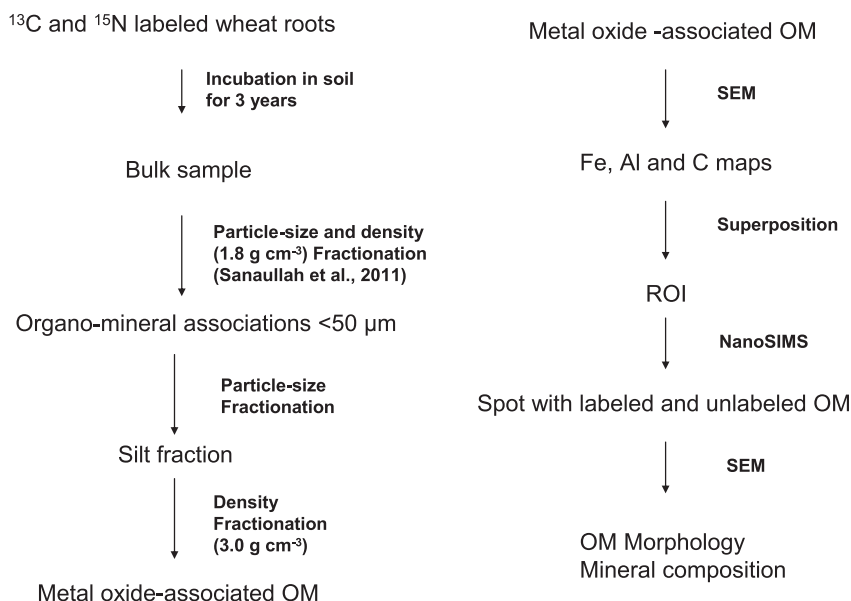 ¹³C and ¹⁵N labeled wheat roots
Incubation in soil
for 3 years
Bulk sample
Particle-size and density
(1.8 g cm⁻³) Fractionation
(Sanaullah et al., 2011)
Organo-mineral associations <50 µm
Particle-size
Fractionation
Silt fraction
Density
Fractionation
(3.0 g cm⁻³)
Metal oxide-associated OM
Metal oxide -associated OM
SEM
Fe, Al and C maps
Superposition
ROI
NanoSIMS
Spot with labeled and unlabeled OM
SEM
OM Morphology
Mineral composition